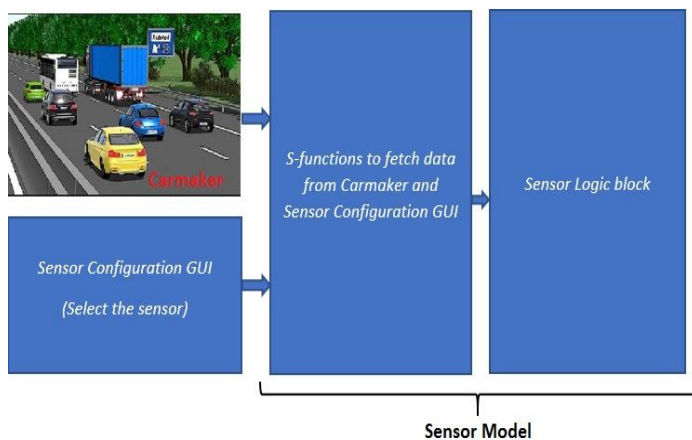 Carmaker
Sensor Configuration GUI
(Select the sensor)
S-functions to fetch data
from Carmaker and
Sensor Configuration GUI
Sensor Logic block
Sensor Model